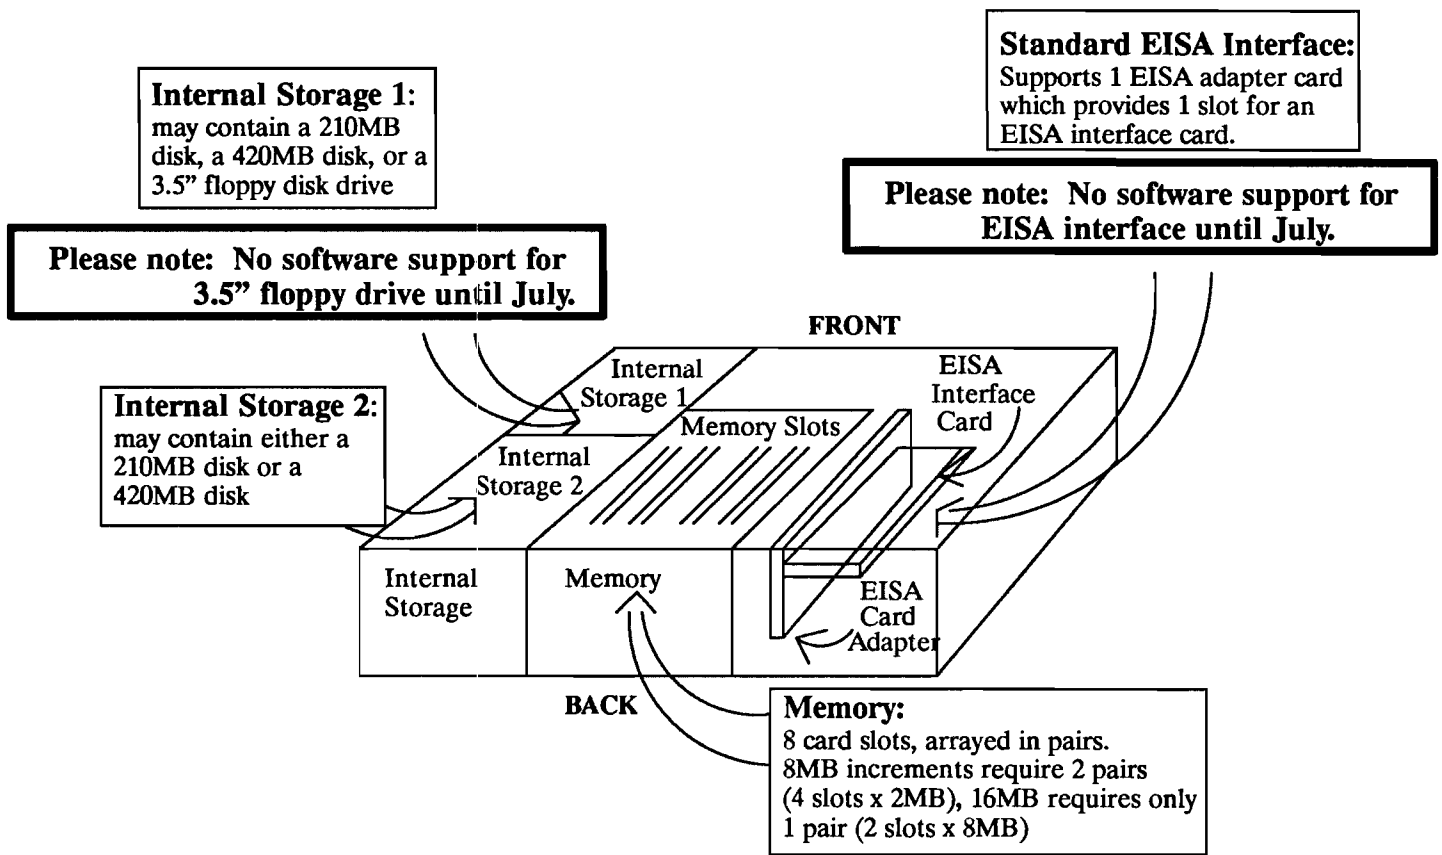 Standard EISA Interface:
Supports 1 EISA adapter card
which provides 1 slot for an
EISA interface card.
Internal Storage 1:
may contain a 210MB
disk, a 420MB disk, or a
3.5” floppy disk drive
Please note:  No software support for
EISA interface until July.
Please note:  No software support for
3.5” floppy drive until July.
FRONT
Internal
Storage 1
EISA
Interface
Card
Internal Storage 2:
may contain either a
210MB disk or a
420MB disk
Memory Slots
Internal
Storage 2
Internal
Storage
Memory
EISA
Card
Adapter
BACK
Memory:
8 card slots, arrayed in pairs.
8MB increments require 2 pairs
(4 slots x 2MB), 16MB requires only
1 pair (2 slots x 8MB)